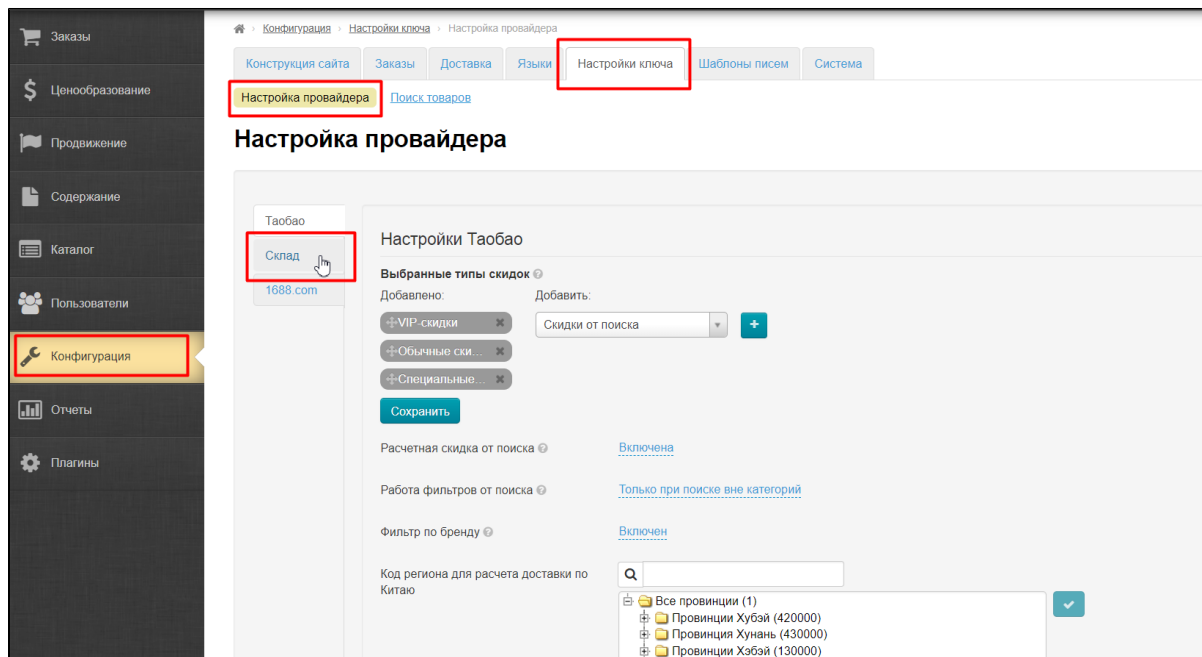 Заказы
Ценообразование
Продвижение
Содержание
Каталог
Пользователи
Конфигурация
Отчеты
Плагины
Конфигурация › Настройки ключа › Настройка провайдера
Конструкция сайта Заказы Доставка Языки Настройки ключа Шаблоны писем Система
Настройка провайдера Поиск товаров
Настройка провайдера
Таобао
Склад
1688.com
Настройки Таобао
Выбранные типы скидок
Добавлено: Добавить:
VIP-скидки Скидки от поиска
Обычные ски...
Специальные...
Сохранить
Расчетная скидка от поиска Включена
Работа фильтров от поиска Только при поиске вне категорий
Фильтр по бренду Включен
Код региона для расчета доставки по
Китаю
Все провинции (1)
Провинции Хубэй (420000)
Провинция Хунань (430000)
Провинции Хэбэй (130000)